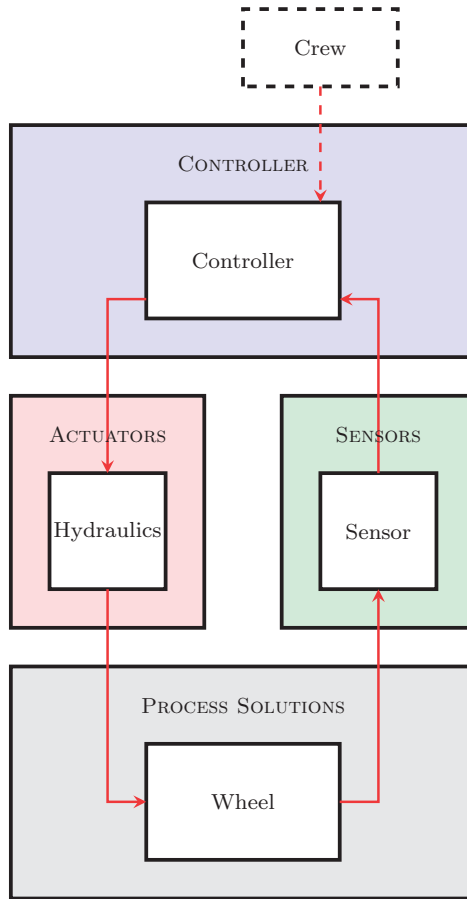 Crew
CONTROLLER
Controller
ACTUATORS
SENSORS
Hydraulics
Sensor
PROCESS SOLUTIONS
Wheel